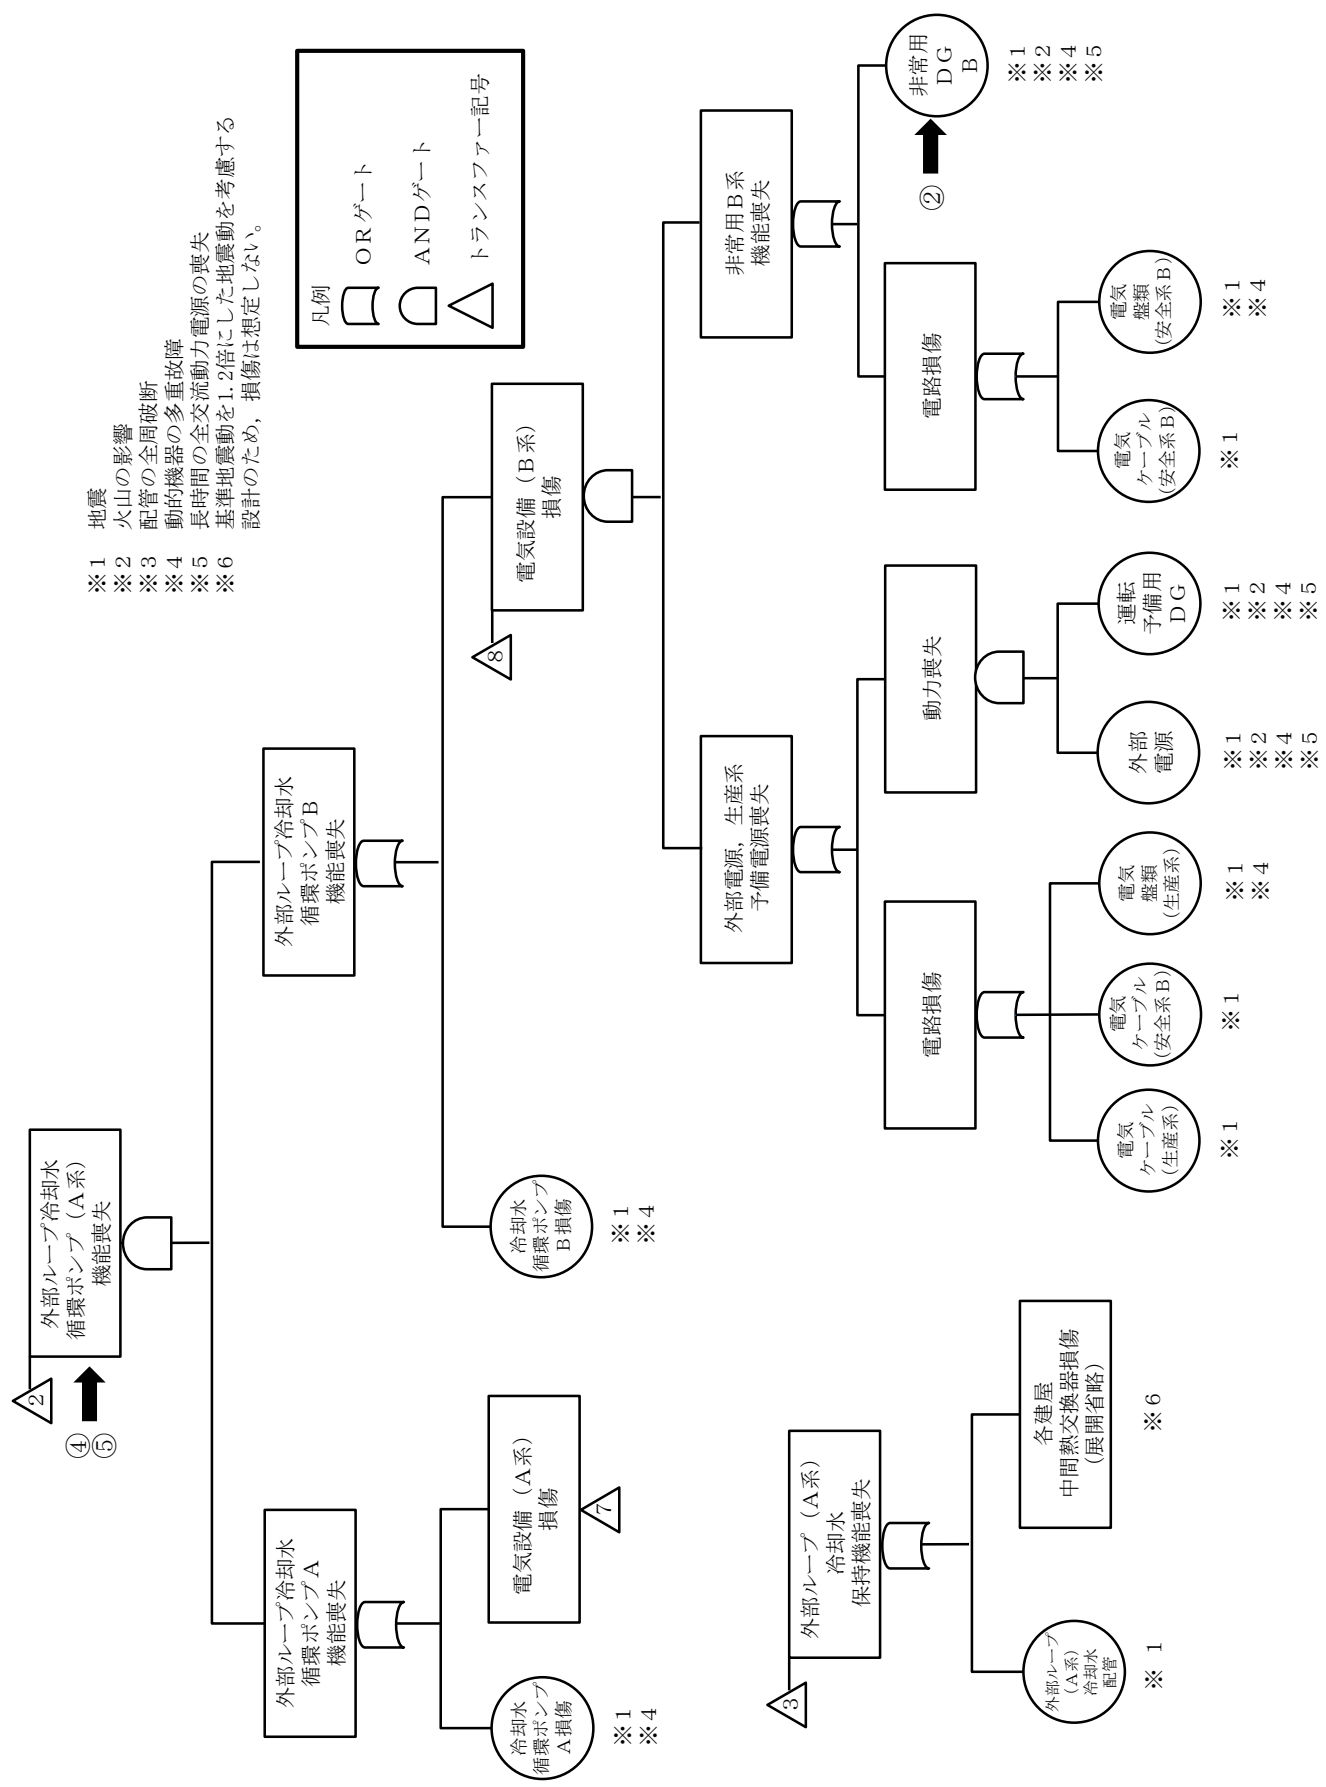 ※1 地震
※2 火山の影響
※3 配管の全周破断
※4 動的機器の多重故障
※5 長時間の全交流動力電源の喪失
※6 基準地震動を1.2倍にした地震動を考慮する
設計のため，損傷は想定しない。
凡例
ORゲート
ANDゲート
トランスファー記号
2
④
⑤
外部ループ冷却水
循環ポンプ（A系）
機能喪失
外部ループ冷却水
循環ポンプA
機能喪失
外部ループ冷却水
循環ポンプB
機能喪失
冷却水
循環ポンプ
A損傷
※1
※4
電気設備（A系）
損傷
7
冷却水
循環ポンプ
B損傷
※1
※4
8
電気設備（B系）
損傷
外部電源，生産系
予備電源喪失
非常用B系
機能喪失
電路損傷
動力喪失
電路損傷
②
非常用
DG
B
※1
※2
※4
※5
電気
ケーブル
(生産系)
※1
電気
ケーブル
(安全系B)
※1
電気
盤類
(生産系)
※1
※4
外部
電源
※1
※2
※4
※5
運転
予備用
DG
※1
※2
※4
※5
電気
ケーブル
(安全系B)
※1
電気
盤類
(安全系B)
※1
※4
3
外部ループ（A系）
冷却水
保持機能喪失
外部ループ
(A系)
冷却水
配管
※1
各建屋
中間熱交換器損傷
(展開省略)
※6